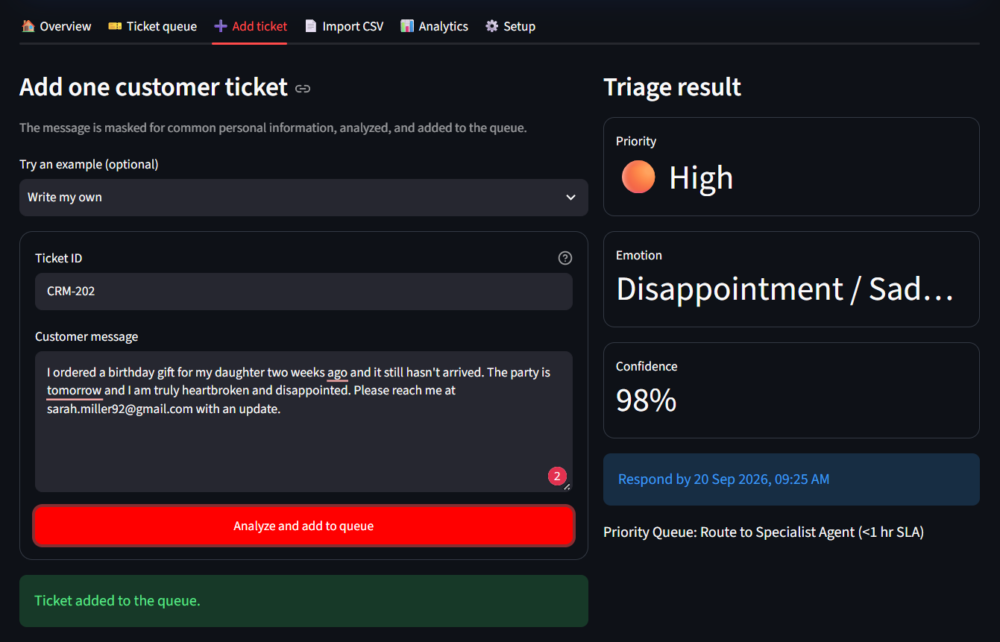 Overview Ticket queue Add ticket Import CSV Analytics Setup
Add one customer ticket
The message is masked for common personal information, analyzed, and added to the queue.
Try an example (optional)
Write my own
Ticket ID
?
CRM-202
Customer message
I ordered a birthday gift for my daughter two weeks ago and it still hasn't arrived. The party is
tomorrow and I am truly heartbroken and disappointed. Please reach me at
sarah.miller92@gmail.com with an update.
2
Analyze and add to queue
Ticket added to the queue.
Triage result
Priority
High
Emotion
Disappointment / Sad...
Confidence
98%
Respond by 20 Sep 2026, 09:25 AM
Priority Queue: Route to Specialist Agent (<1 hr SLA)